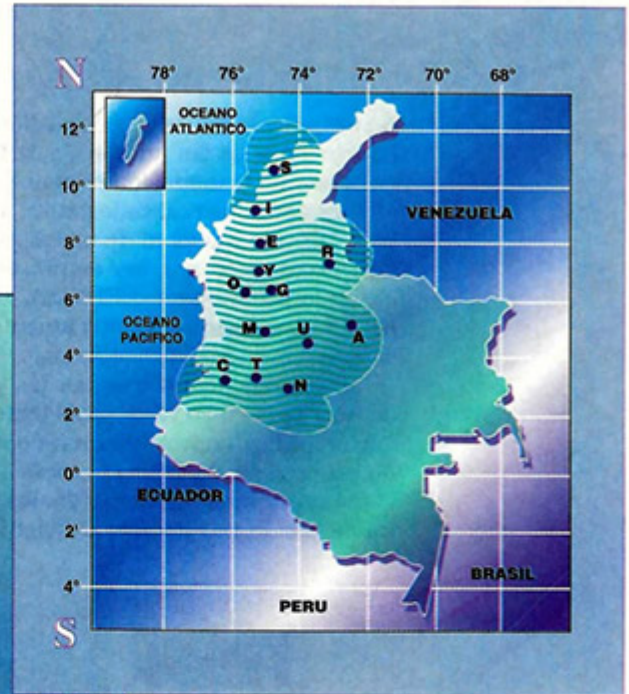 N
78° 76° 74° 72° 70° 68°
OCEANO
ATLANTICO
12°
S
10°
I
VENEZUELA
E
8°
R
Y
O G
6°
OCEANO
PACIFICO
M U A
4°
C T
N
2°
0°
ECUADOR
2°
BRASIL
4°
PERU
S